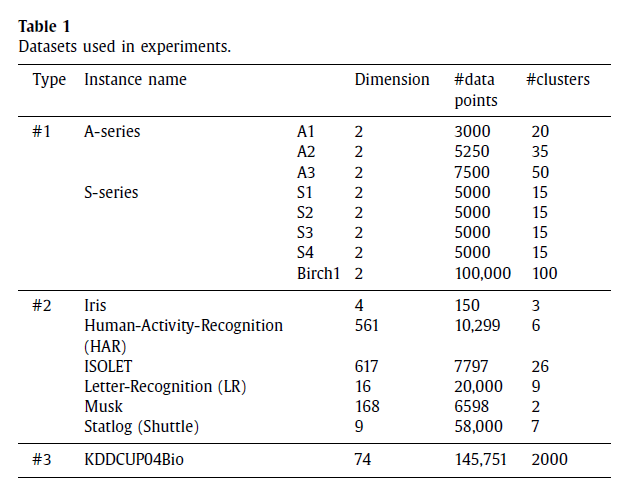 Table 1
Datasets used in experiments.
Type Instance name Dimension #data #clusters
points
#1 A-series A1 2 3000 20
A2 2 5250 35
A3 2 7500 50
S-series S1 2 5000 15
S2 2 5000 15
S3 2 5000 15
S4 2 5000 15
Birch1 2 100,000 100
#2 Iris 4 150 3
Human-Activity-Recognition 561 10,299 6
(HAR)
ISOLET 617 7797 26
Letter-Recognition (LR) 16 20,000 9
Musk 168 6598 2
Statlog (Shuttle) 9 58,000 7
#3 KDDCUP04Bio 74 145,751 2000